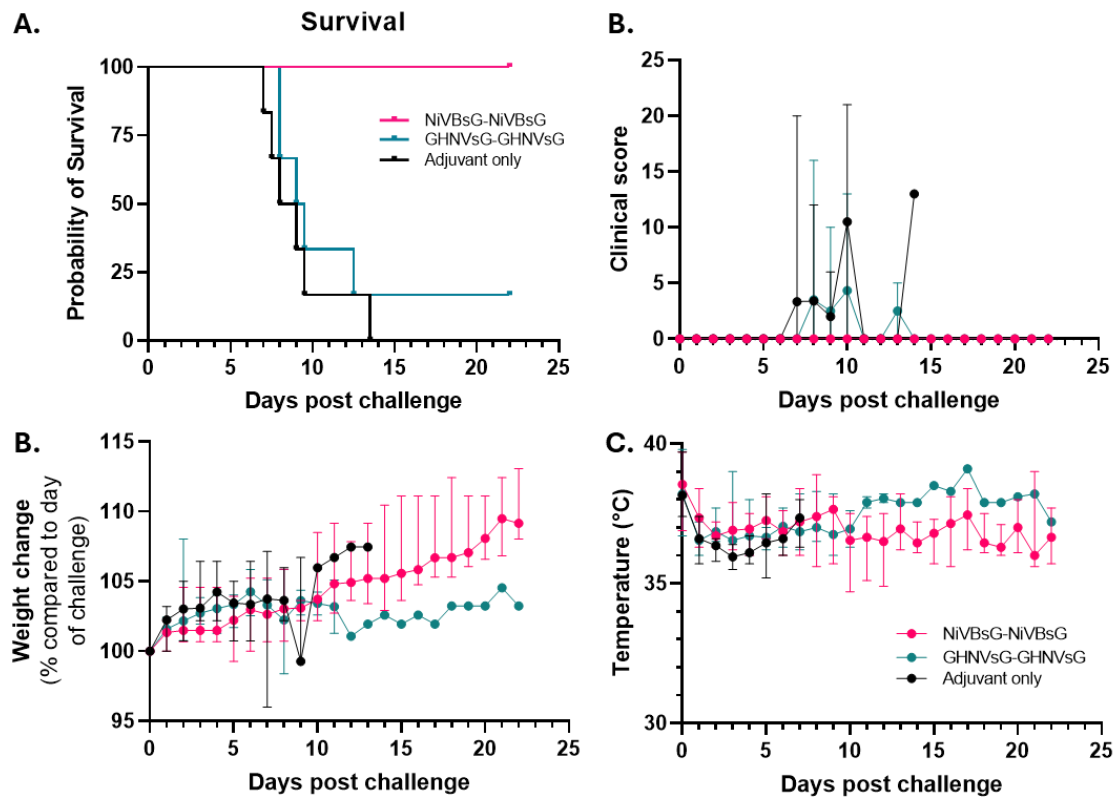 A.
Survival
Probability of Survival
100
75
50
25
0
NiVBsG-NiVBsG
GHNVsG-GHNVsG
Adjuvant only
0 5 10 15 20 25
Days post challenge
B.
Clinical score
25
20
15
10
5
0
0 5 10 15 20 25
Days post challenge
B.
Weight change
(% compared to day
of challenge)
115
110
105
100
95
0 5 10 15 20 25
Days post challenge
C.
Temperature (°C)
40
35
30
NiVBsG-NiVBsG
GHNVsG-GHNVsG
Adjuvant only
0 5 10 15 20 25
Days post challenge